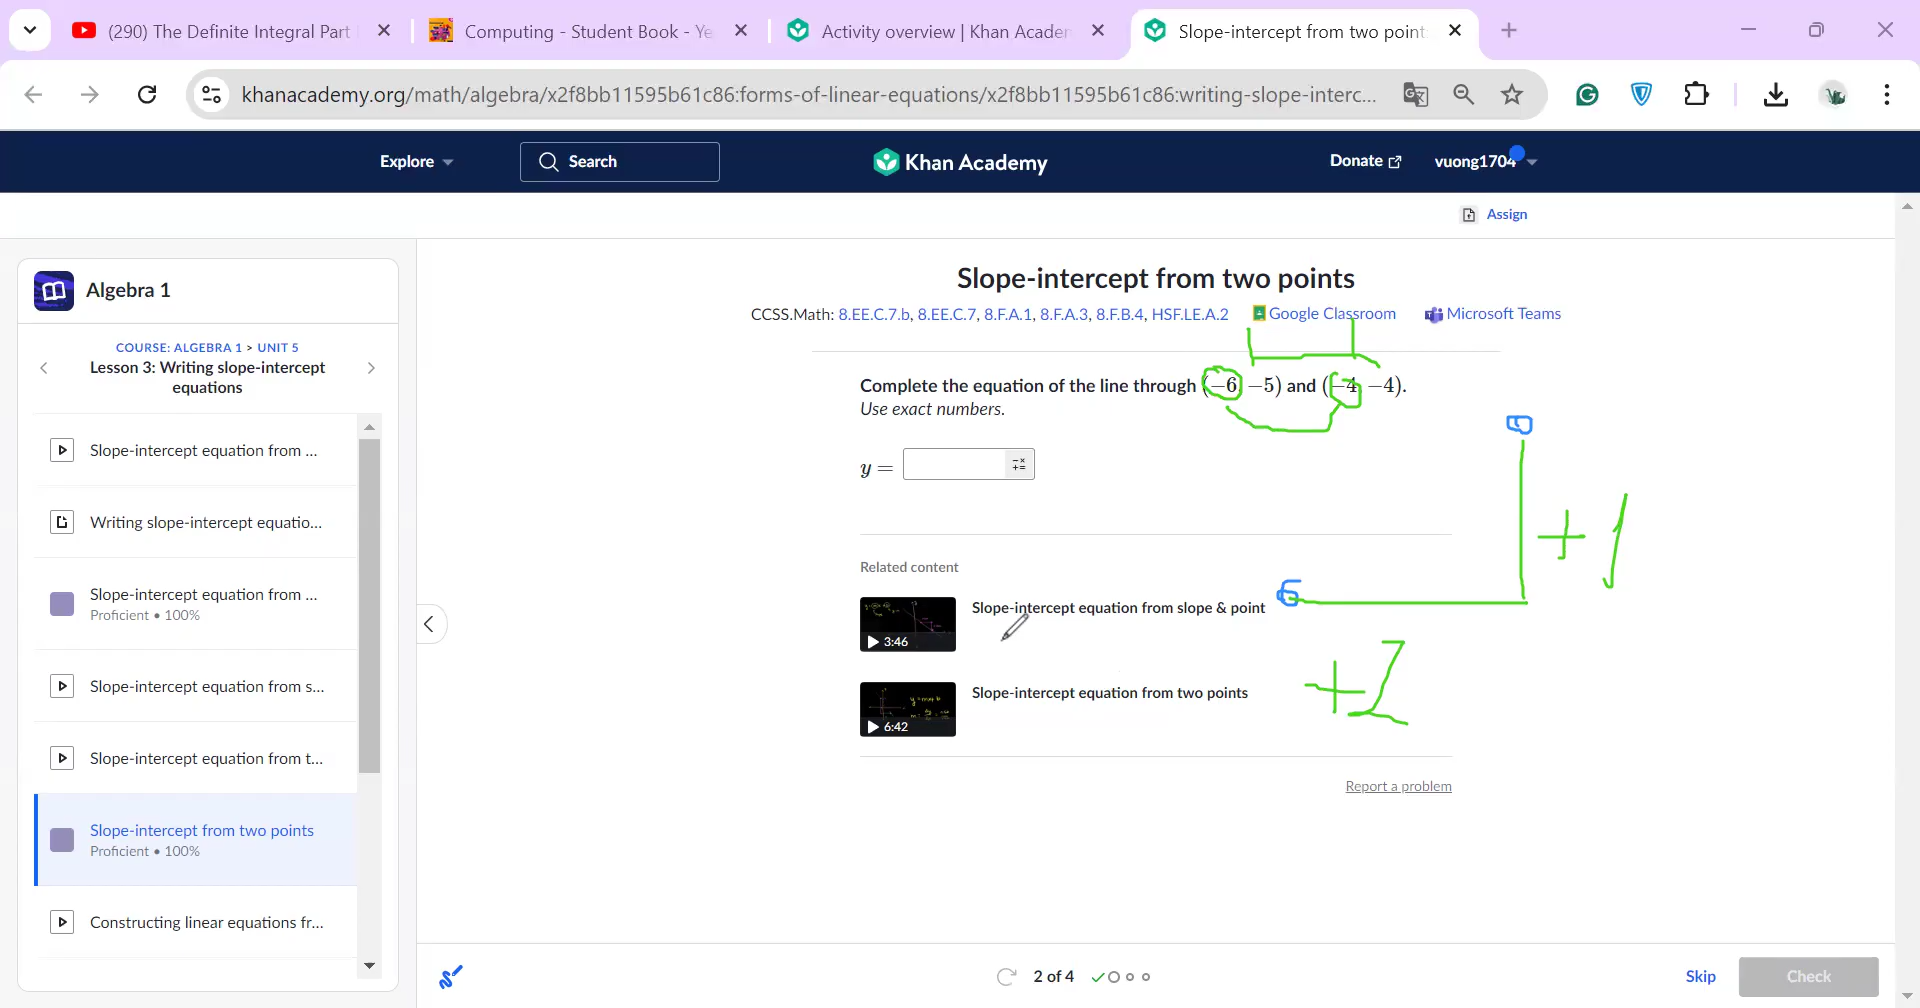 (290) The Definite Integral Part
Computing - Student Book - Ye
Activity overview | Khan Acader
Slope-intercept from two point
khanacademy.org/math/algebra/x2f8bb11595b61c86:forms-of-linear-equations/x2f8bb11595b61c86:writing-slope-interc...
Explore
Search
Khan Academy
Donate
vuong1704
Assign
Algebra 1
COURSE: ALGEBRA 1 > UNIT 5
Lesson 3: Writing slope-intercept
equations
Slope-intercept equation from ...
Writing slope-intercept equatio...
Slope-intercept equation from ...
Proficient • 100%
Slope-intercept equation from s...
Slope-intercept equation from t...
Slope-intercept from two points
Proficient • 100%
Constructing linear equations fr...
Slope-intercept from two points
CCSS.Math: 8.EE.C.7.b, 8.EE.C.7, 8.F.A.1, 8.F.A.3, 8.F.B.4, HSF.LE.A.2
Google Classroom
Microsoft Teams
Complete the equation of the line through (−6, −5) and (−4, −4).
Use exact numbers.
y =
+1
+2
Related content
3:46
Slope-intercept equation from slope & point
6:42
Slope-intercept equation from two points
Report a problem
2 of 4
Skip
Check